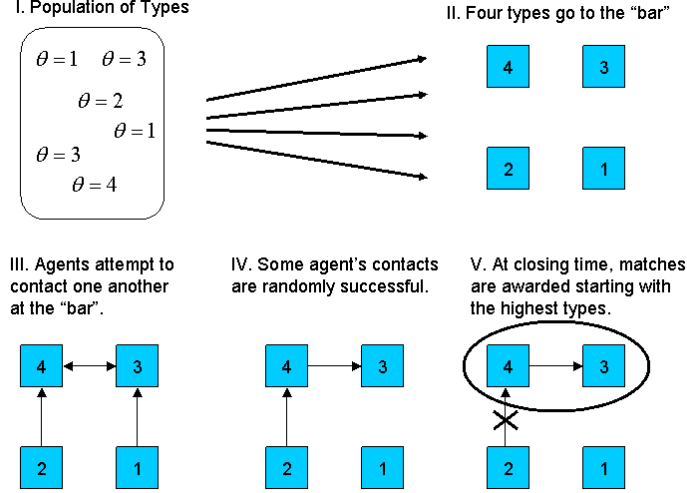 I. Population of Types
II. Four types go to the “bar”
θ = 1 θ = 3
θ = 2
θ = 1
θ = 3
θ = 4
4 3
2 1
III. Agents attempt to
contact one another
at the “bar”.
IV. Some agent’s contacts
are randomly successful.
V. At closing time, matches
are awarded starting with
the highest types.
4 3
2 1
4 3
2 1
4 3
2 1